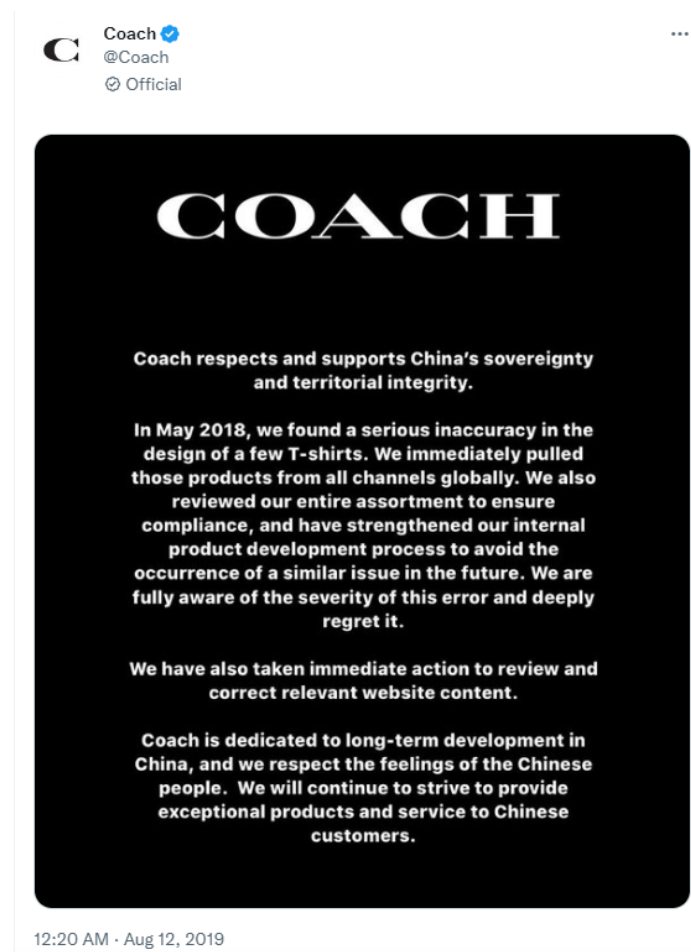 Coach
@Coach
Official
COACH
Coach respects and supports China’s sovereignty
and territorial integrity.
In May 2018, we found a serious inaccuracy in the
design of a few T-shirts. We immediately pulled
those products from all channels globally. We also
reviewed our entire assortment to ensure
compliance, and have strengthened our internal
product development process to avoid the
occurrence of a similar issue in the future. We are
fully aware of the severity of this error and deeply
regret it.
We have also taken immediate action to review and
correct relevant website content.
Coach is dedicated to long-term development in
China, and we respect the feelings of the Chinese
people.  We will continue to strive to provide
exceptional products and service to Chinese
customers.
12:20 AM · Aug 12, 2019